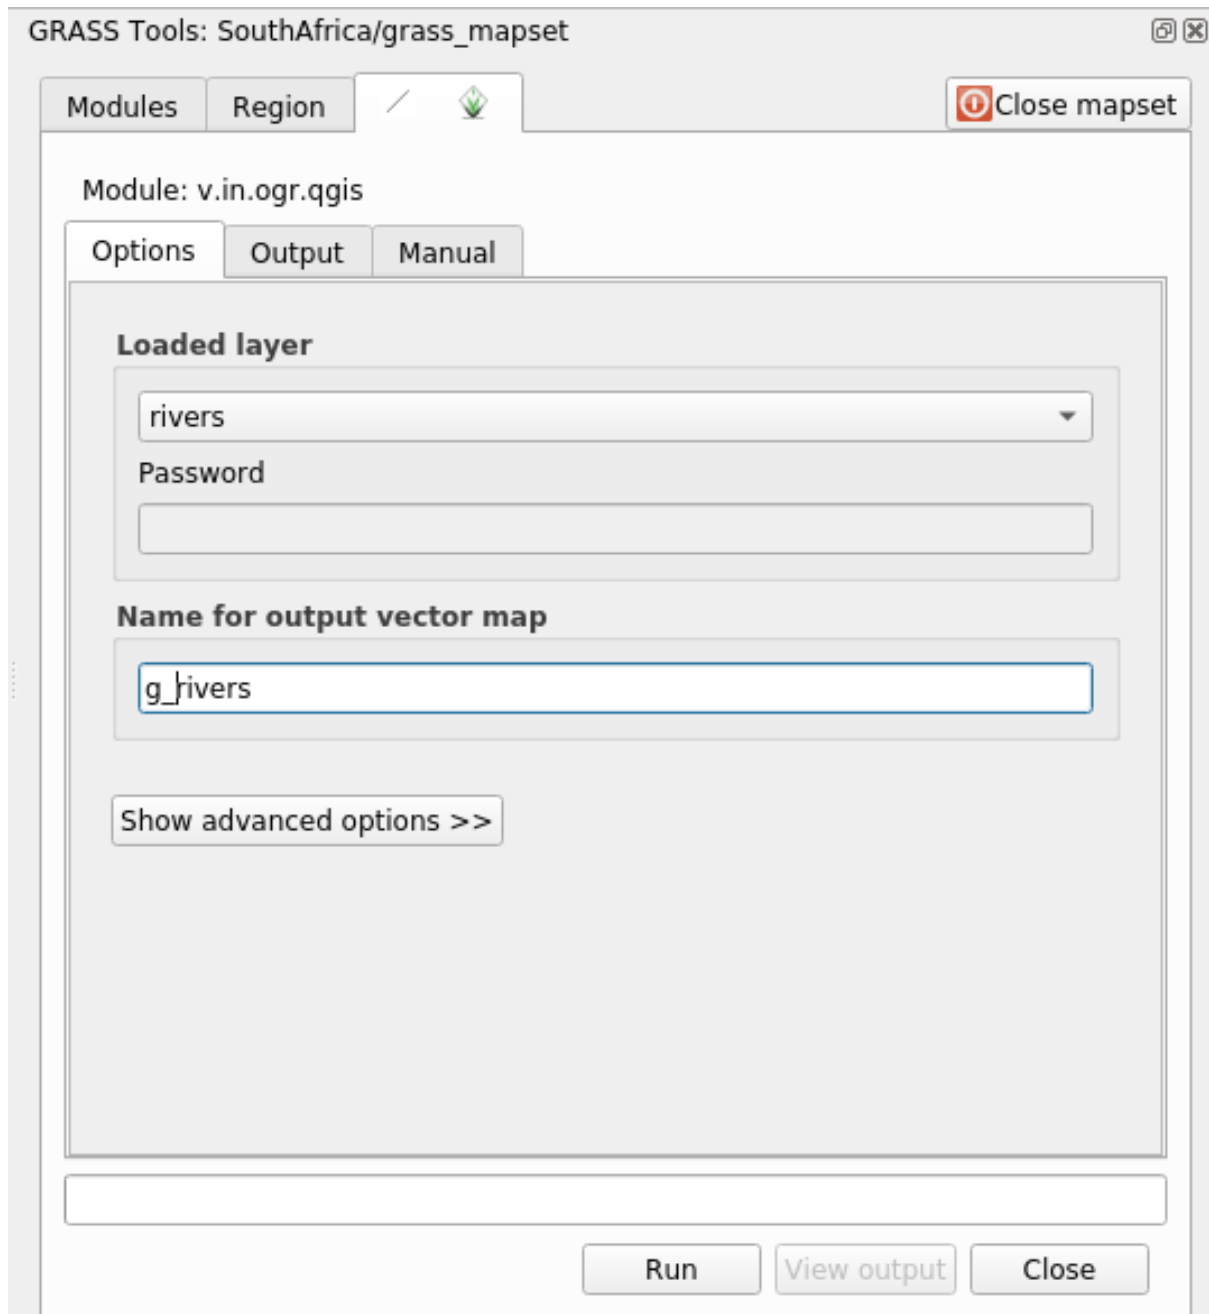 GRASS Tools: SouthAfrica/grass_mapset
Modules Region Close mapset
Module: v.in.ogr.qgis
Options Output Manual
Loaded layer
rivers
Password
Name for output vector map
g_rivers
Show advanced options >>
Run View output Close